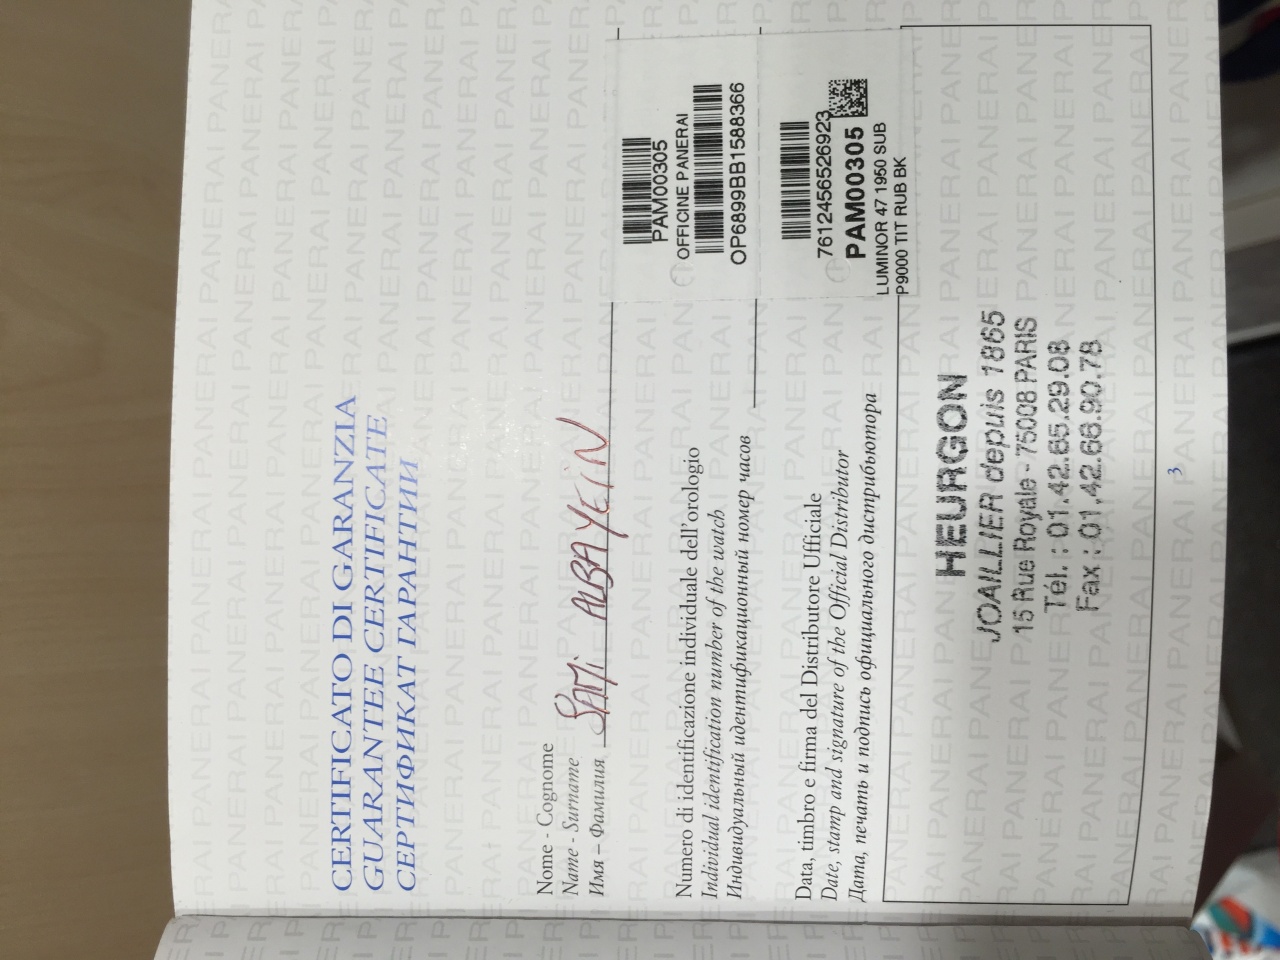 CERTIFICATO DI GARANZIA
GUARANTEE CERTIFICATE
СЕРТИФИКАТ ГАРАНТИИ
Nome - Cognome
Name - Surname
Имя – Фамилия
SAMi ALBAYEiN
PAM00305
OFFICINE PANERAI
OP6899BB1588366
Numero di identificazione individuale dell'orologio
Individual identification number of the watch
Индивидуальный идентификационный номер часов
7612456526923
PAM00305
LUMINOR 47 1950 SUB
P9000 TIT RUB BK
Data, timbro e firma del Distributore Ufficiale
Date, stamp and signature of the Official Distributor
Дата, печать и подпись официального дистрибьютора
HEURGON
JOAILLIER depuis 1865
15 Rue Royale - 75008 PARIS
Tél. : 01.42.65.29.08
Fax : 01.42.68.90.78
3